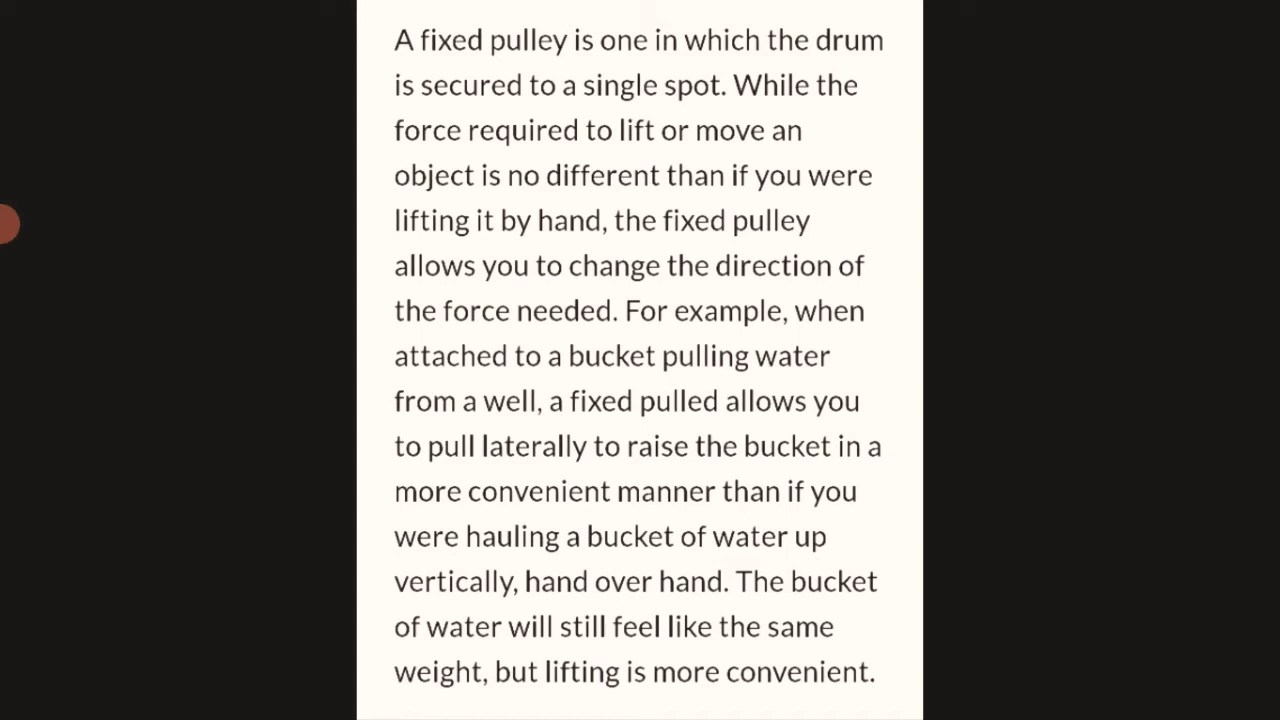 A fixed pulley is one in which the drum
is secured to a single spot. While the
force required to lift or move an
object is no different than if you were
lifting it by hand, the fixed pulley
allows you to change the direction of
the force needed. For example, when
attached to a bucket pulling water
from a well, a fixed pulled allows you
to pull laterally to raise the bucket in a
more convenient manner than if you
were hauling a bucket of water up
vertically, hand over hand. The bucket
of water will still feel like the same
weight, but lifting is more convenient.